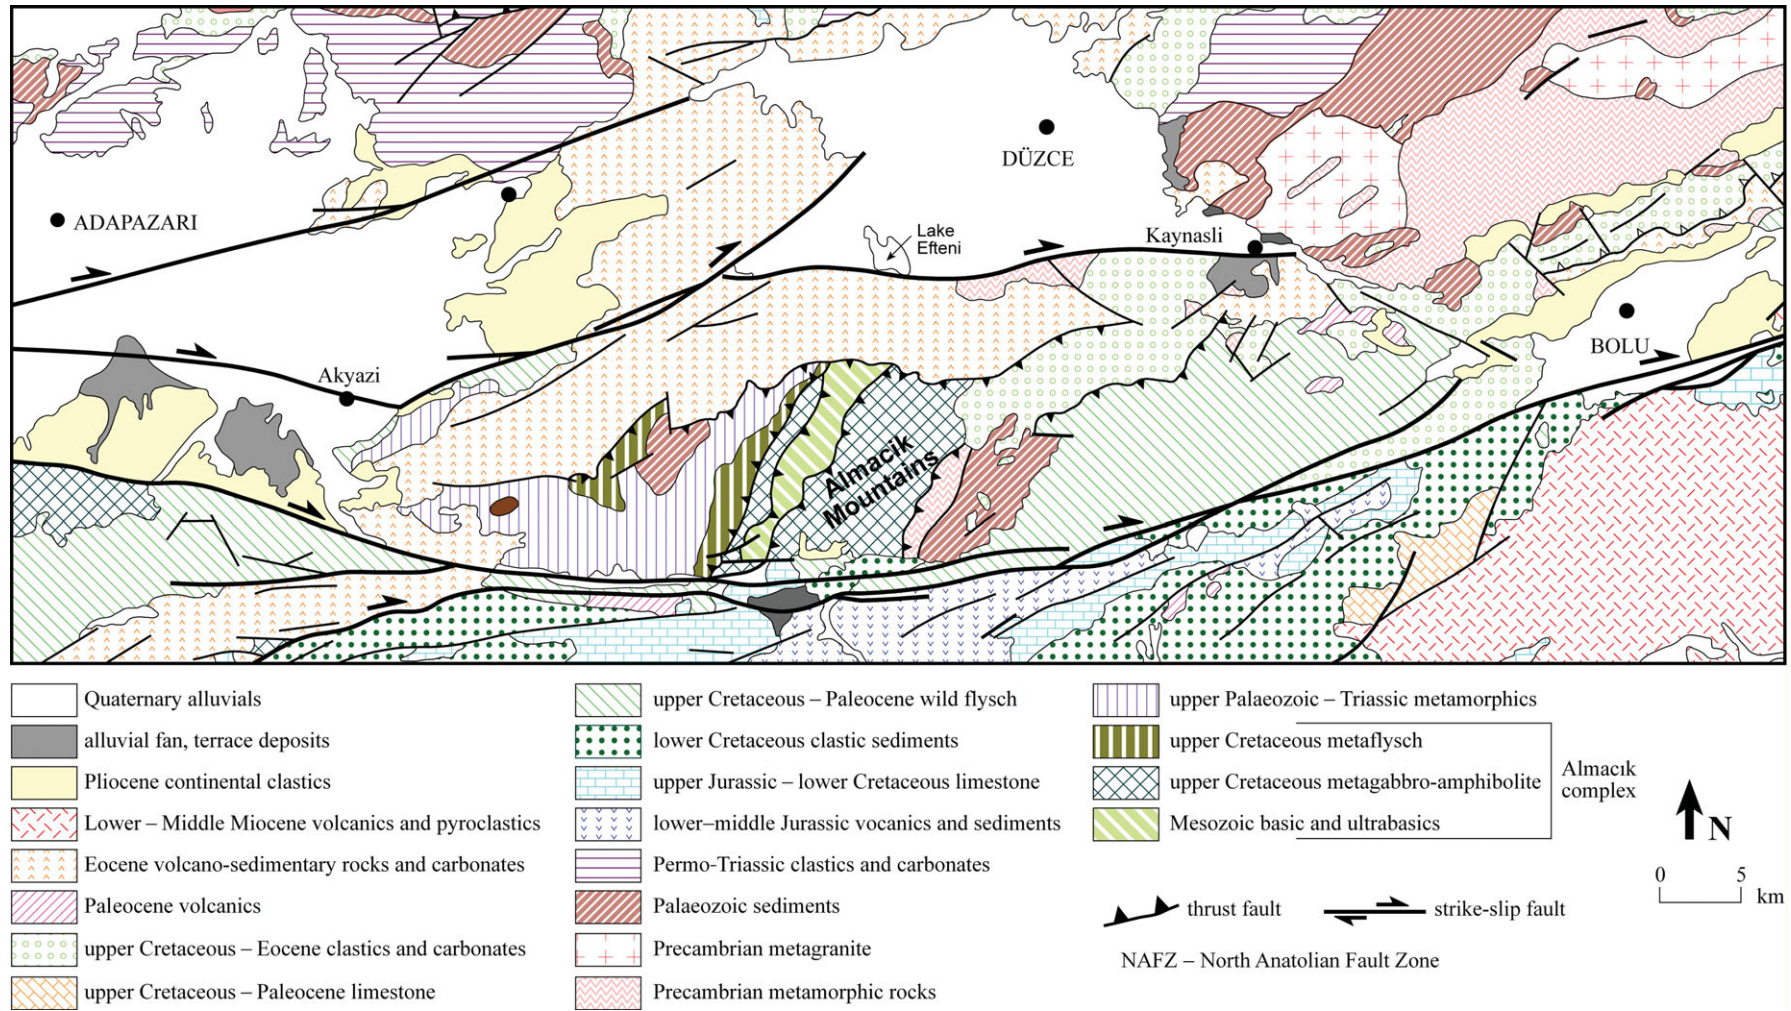 DÜZCE
ADAPAZARI
Lake
Efteni
Kaynasli
BOLU
Akyazi
Almacik
Mountains
Quaternary alluvials
alluvial fan, terrace deposits
Pliocene continental clastics
Lower – Middle Miocene volcanics and pyroclastics
Eocene volcano-sedimentary rocks and carbonates
Paleocene volcanics
upper Cretaceous – Eocene clastics and carbonates
upper Cretaceous – Paleocene limestone
upper Cretaceous – Paleocene wild flysch
lower Cretaceous clastic sediments
upper Jurassic – lower Cretaceous limestone
lower–middle Jurassic vocanics and sediments
Permo-Triassic clastics and carbonates
Palaeozoic sediments
Precambrian metagranite
Precambrian metamorphic rocks
upper Palaeozoic – Triassic metamorphics
upper Cretaceous metaflysch
upper Cretaceous metagabbro-amphibolite
Mesozoic basic and ultrabasics
Almacık
complex
thrust fault
strike-slip fault
NAFZ – North Anatolian Fault Zone
N
0 5
km